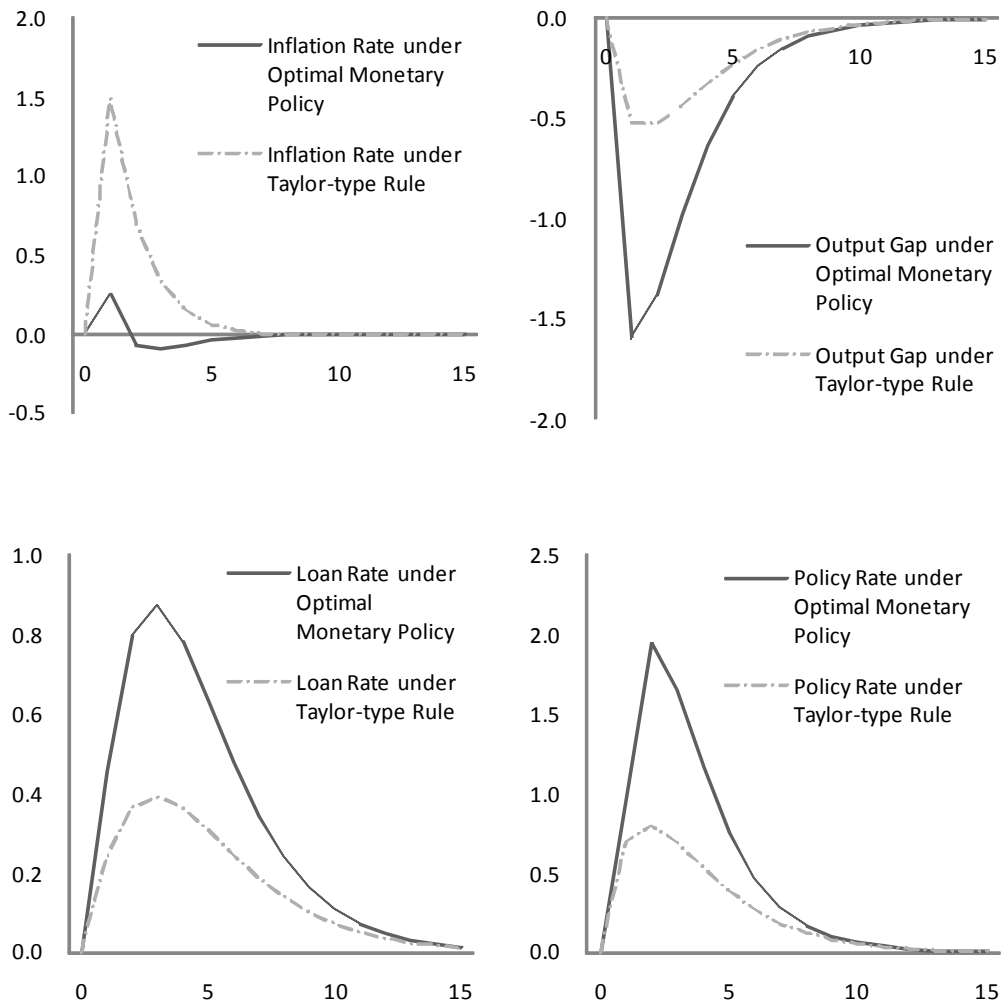 2.0
1.5
1.0
0.5
0.0
-0.5
0 5 10 15
Inflation Rate under
Optimal Monetary
Policy
Inflation Rate under
Taylor-type Rule
0.0
-0.5
-1.0
-1.5
-2.0
0 5 10 15
Output Gap under
Optimal Monetary
Policy
Output Gap under
Taylor-type Rule
1.0
0.8
0.6
0.4
0.2
0.0
0 5 10 15
Loan Rate under
Optimal
Monetary Policy
Loan Rate under
Taylor-type Rule
2.5
2.0
1.5
1.0
0.5
0.0
0 5 10 15
Policy Rate under
Optimal Monetary
Policy
Policy Rate under
Taylor-type Rule